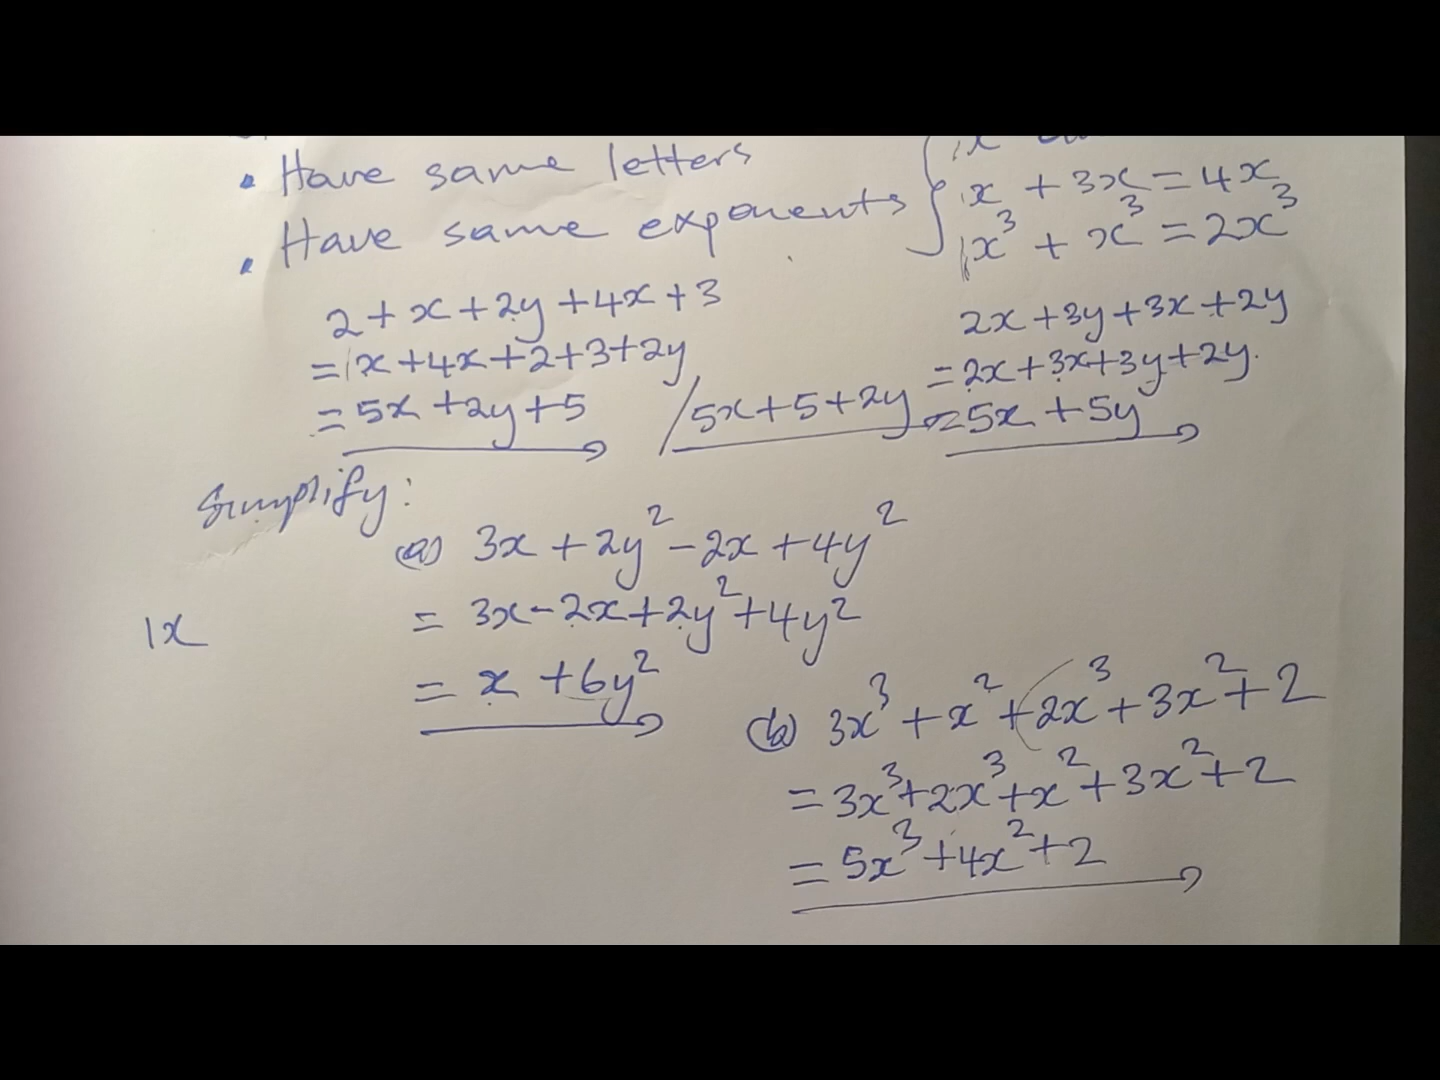 • Have same letters
• Have same exponents
x + 3x = 4x
1x³ + x³ = 2x³
2 + x + 2y + 4x + 3
= 1x + 4x + 2 + 3 + 2y
= 5x + 2y + 5 / 5x + 5 + 2y
2x + 3y + 3x + 2y
= 2x + 3x + 3y + 2y.
= 5x + 5y
Simplify:
(a) 3x + 2y² - 2x + 4y²
= 3x - 2x + 2y² + 4y²
1x
= x + 6y²
(b) 3x³ + x² + 2x³ + 3x² + 2
= 3x³ + 2x³ + x² + 3x² + 2
= 5x³ + 4x² + 2